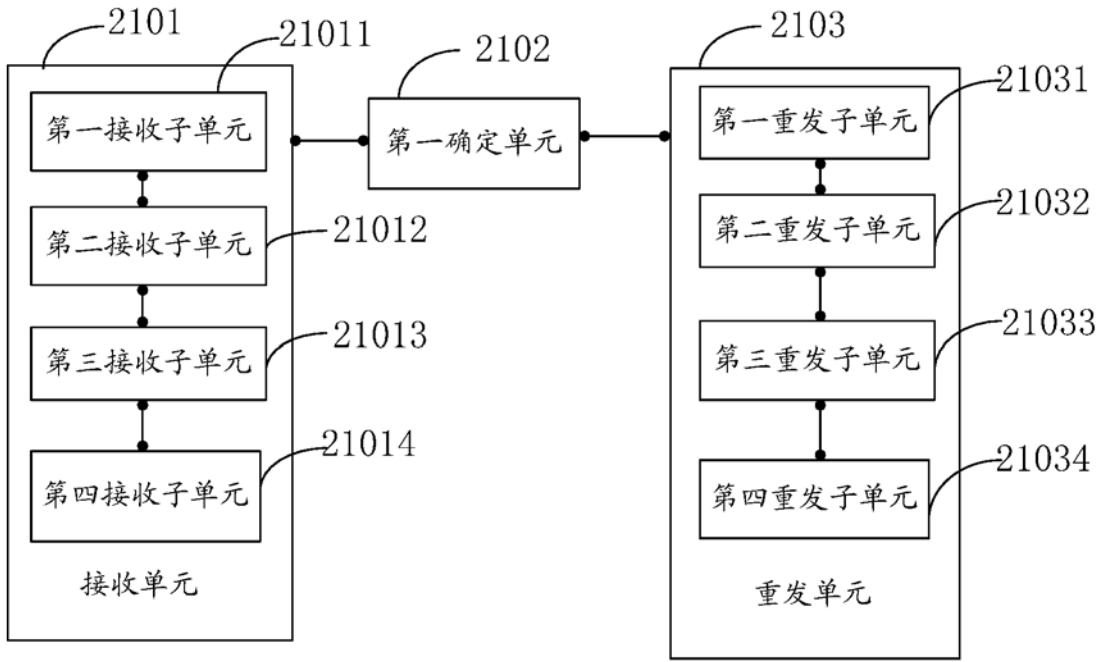 2101
21011
2102
2103
21031
第一接收子单元
第一确定单元
第一重发子单元
21012
21032
第二接收子单元
第二重发子单元
21013
21033
第三接收子单元
第三重发子单元
21014
21034
第四接收子单元
第四重发子单元
接收单元
重发单元